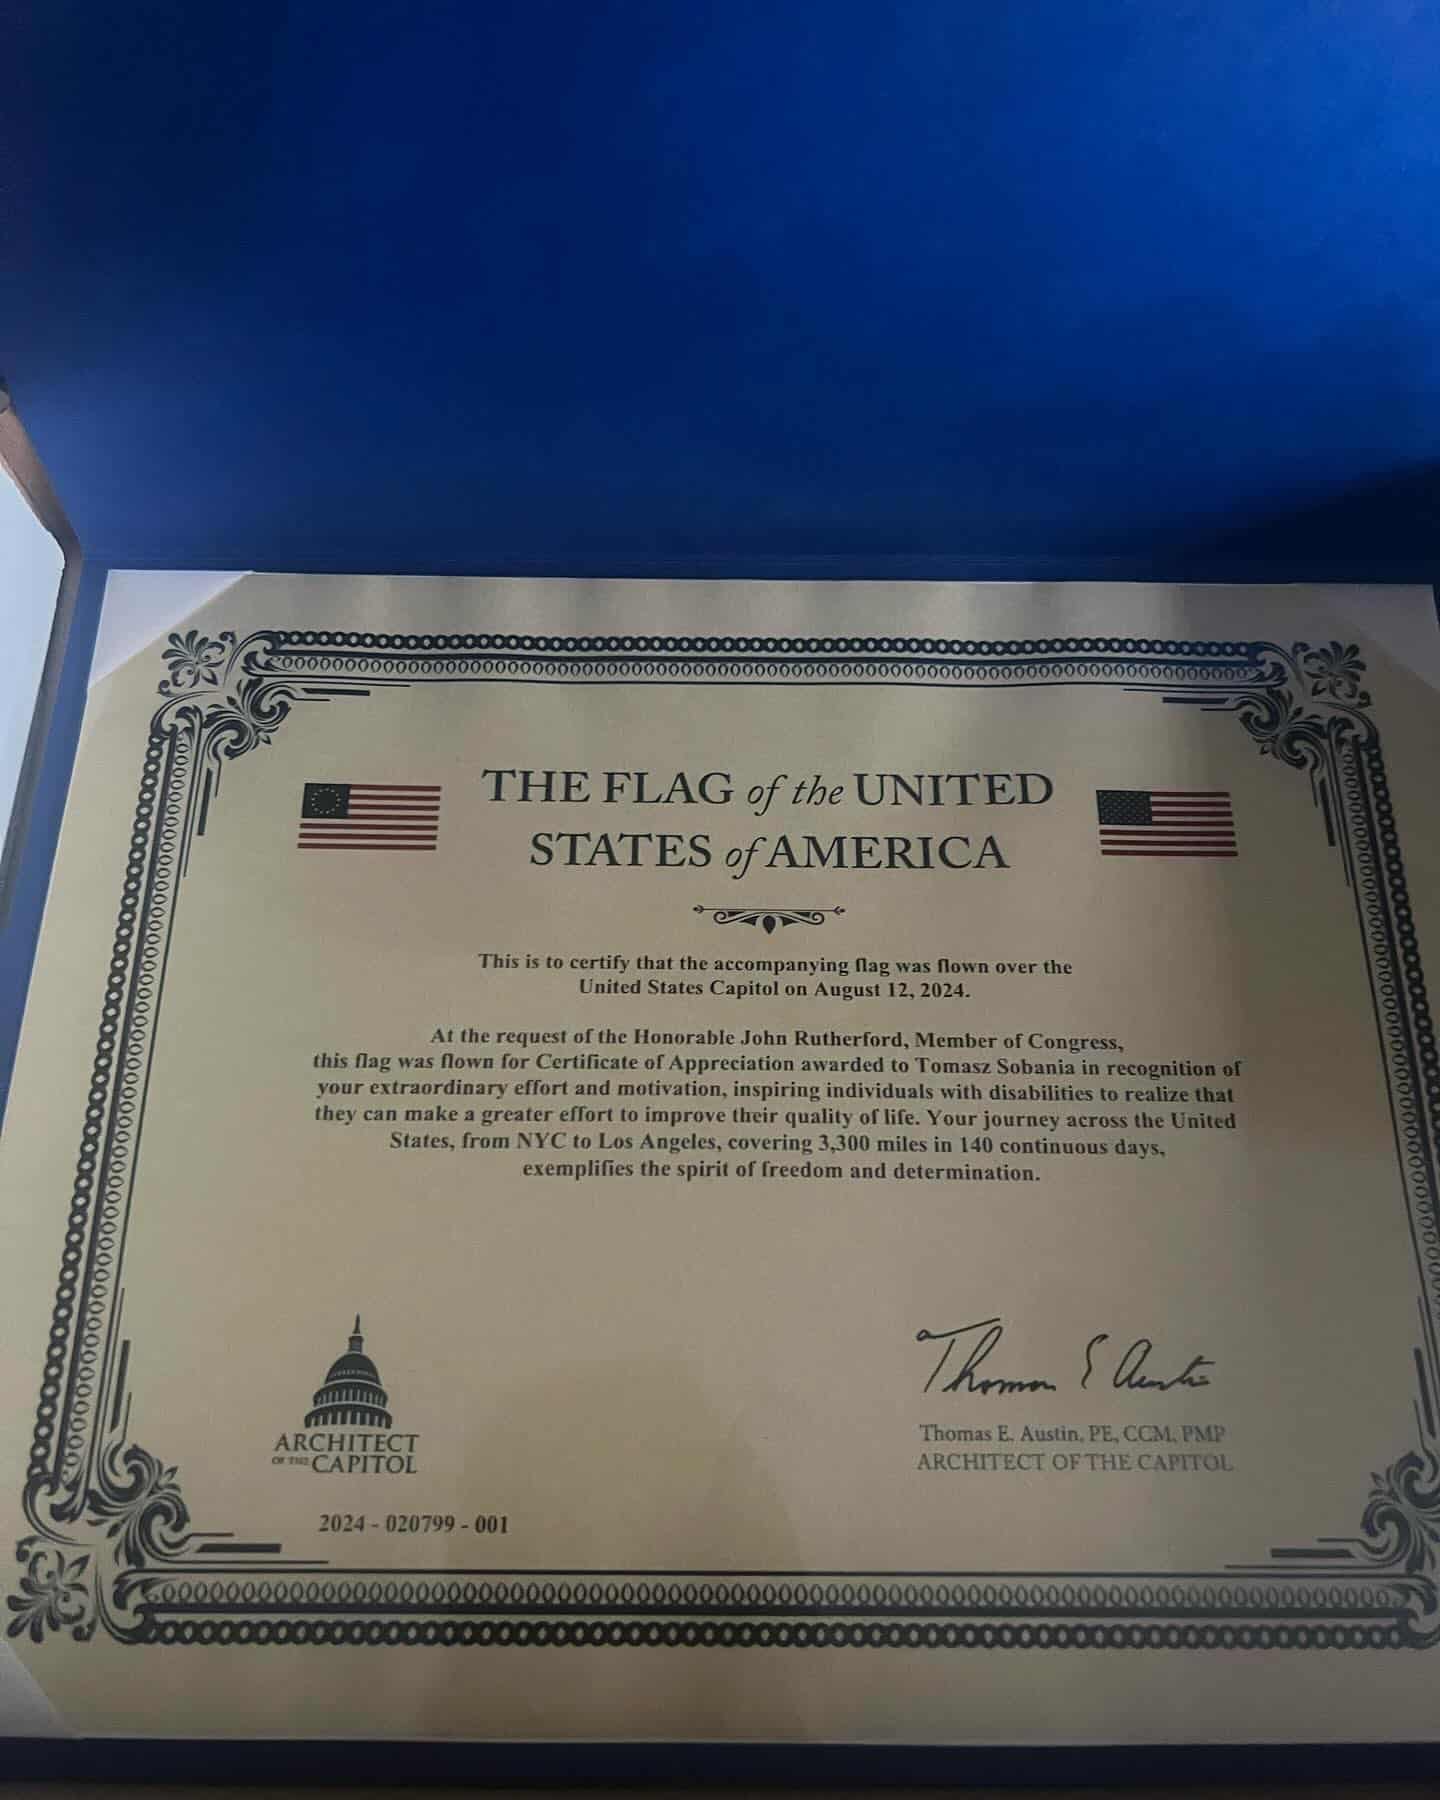 THE FLAG of the UNITED
STATES of AMERICA
This is to certify that the accompanying flag was flown over the
United States Capitol on August 12, 2024.
At the request of the Honorable John Rutherford, Member of Congress,
this flag was flown for Certificate of Appreciation awarded to Tomasz Sobania in recognition of
your extraordinary effort and motivation, inspiring individuals with disabilities to realize that
they can make a greater effort to improve their quality of life. Your journey across the United
States, from NYC to Los Angeles, covering 3,300 miles in 140 continuous days,
exemplifies the spirit of freedom and determination.
ARCHITECT
OF THE CAPITOL
2024 - 020799 - 001
Thomas E Austin
Thomas E. Austin, PE, CCM, PMP
ARCHITECT OF THE CAPITOL